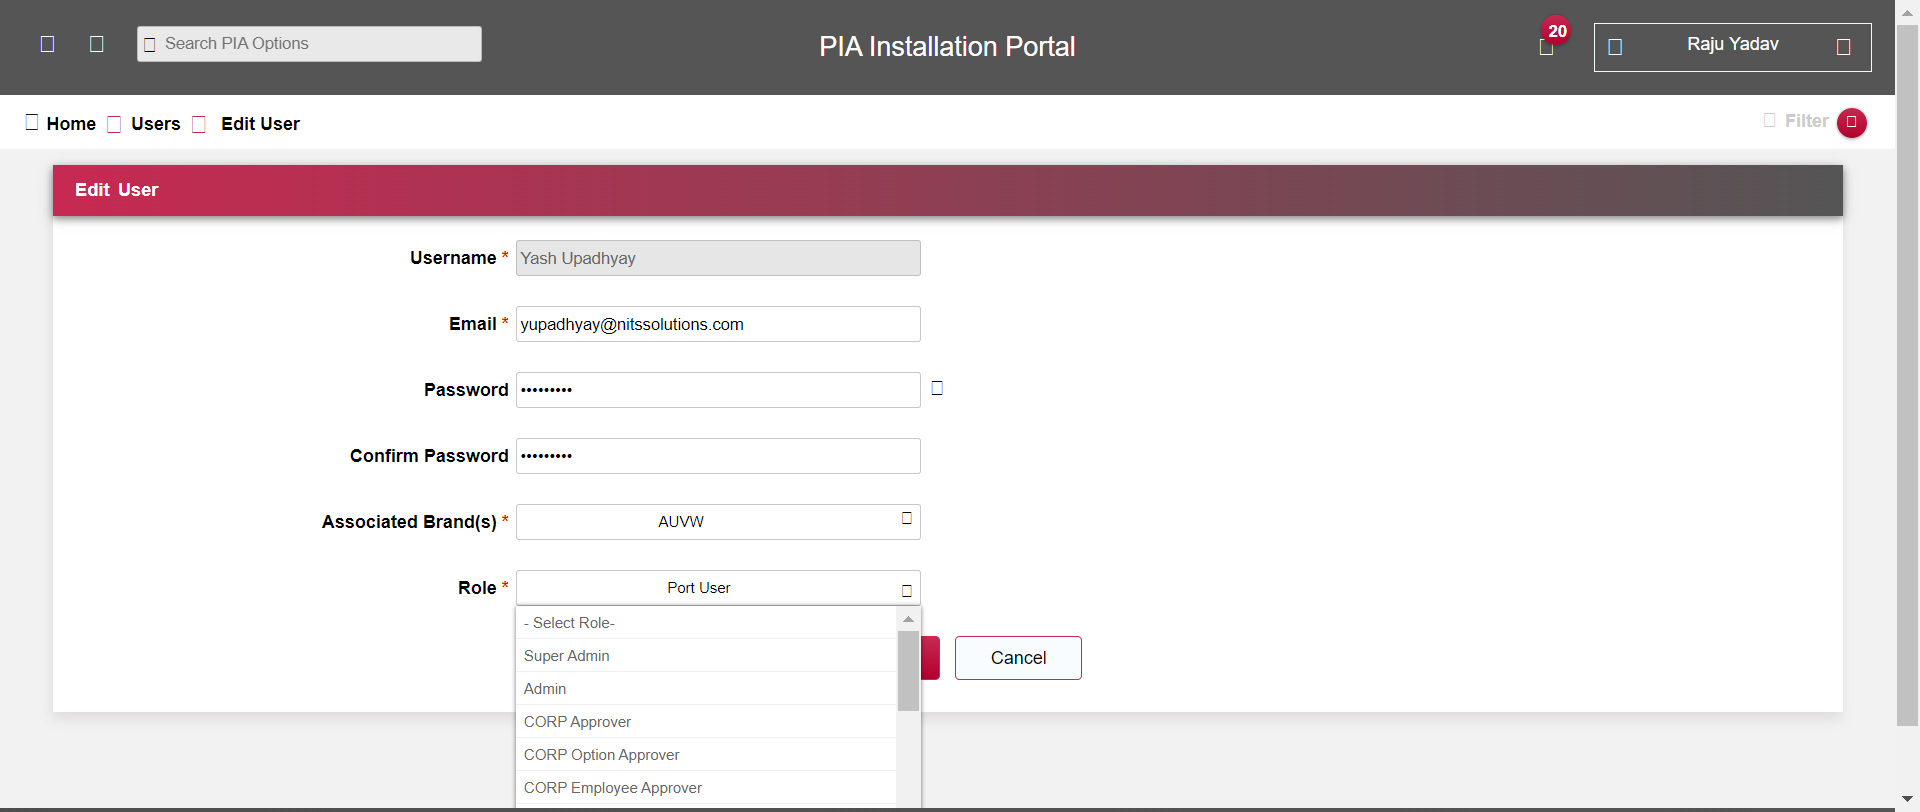 Search PIA Options
PIA Installation Portal
20
Raju Yadav
Home Users Edit User
Filter
Edit User
Username * Yash Upadhyay
Email * yupadhyay@nitssolutions.com
Password •••••••••
Confirm Password •••••••••
Associated Brand(s) * AUVW
Role * Port User
- Select Role-
Super Admin
Cancel
Admin
CORP Approver
CORP Option Approver
CORP Employee Approver